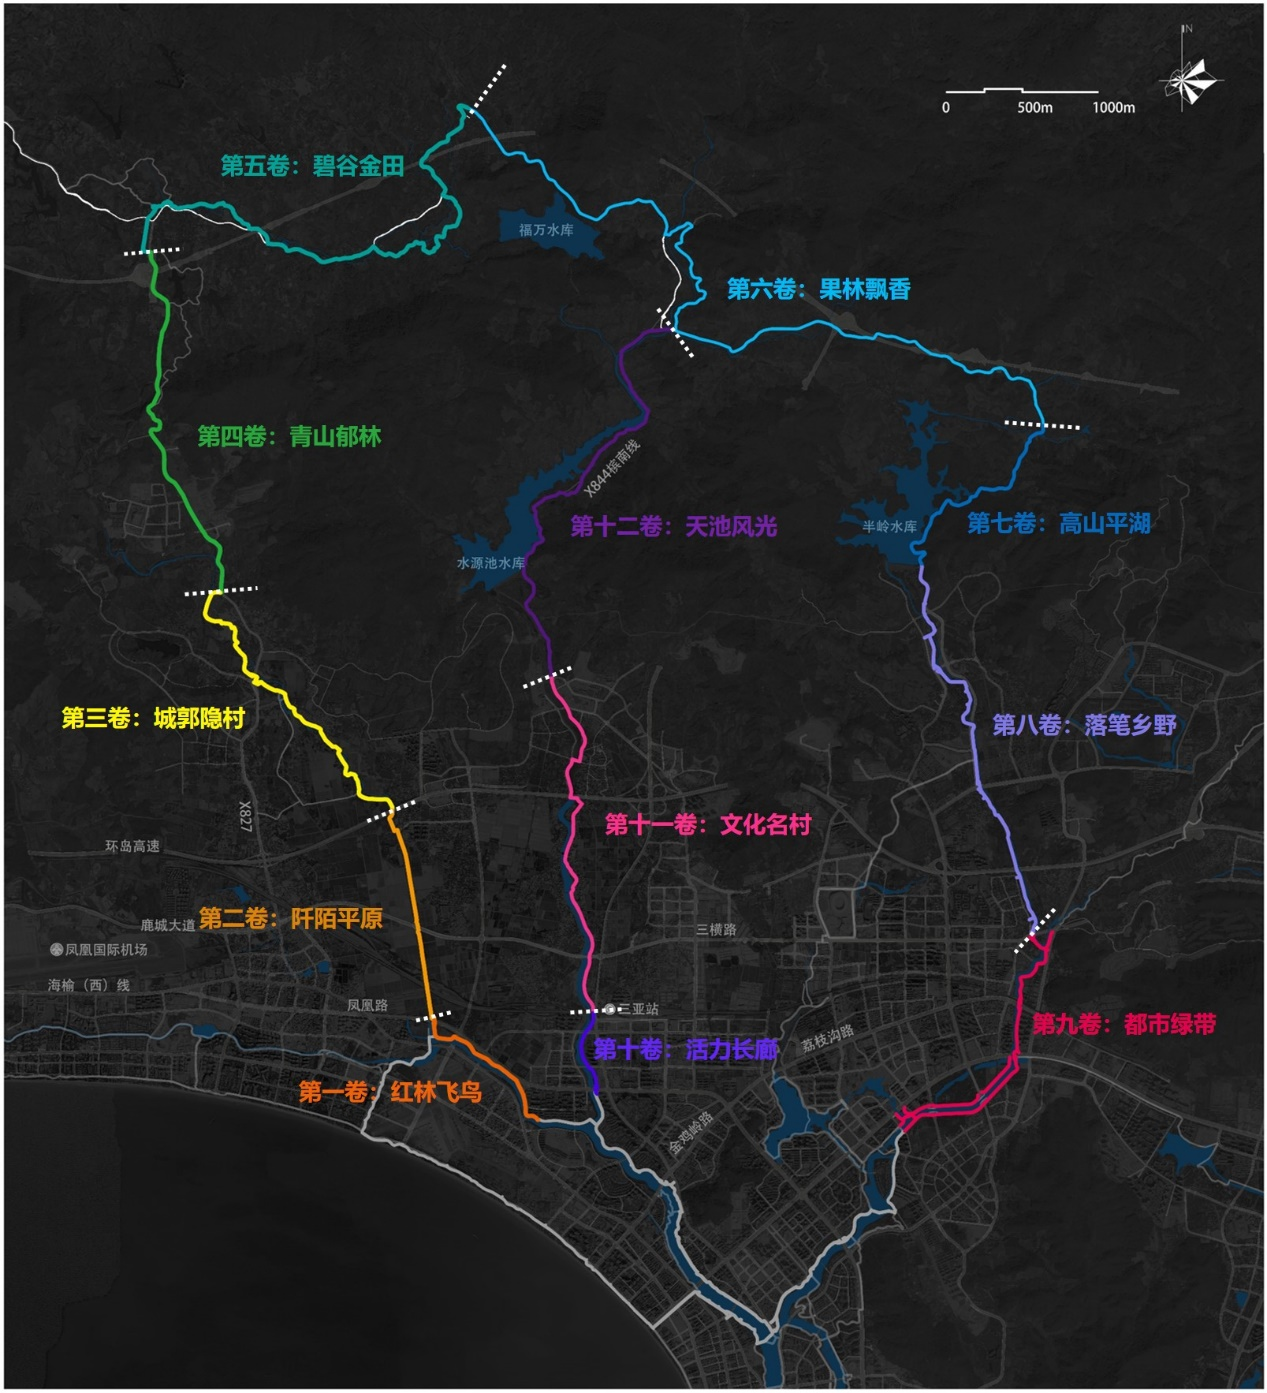 N
0 500m 1000m
第五卷：碧谷金田
福万水库
第六卷：果林飘香
第四卷：青山郁林
X844槟南线
第十二卷：天池风光
半岭水库
第七卷：高山平湖
水源池水库
第三卷：城郭隐村
第八卷：落笔乡野
X827
第十一卷：文化名村
环岛高速
鹿城大道
第二卷：阡陌平原
三横路
凤凰国际机场
海榆（西）线
凤凰路
三亚站
第九卷：都市绿带
荔枝沟路
第十卷：活力长廊
第一卷：红林飞鸟
金鸡岭路